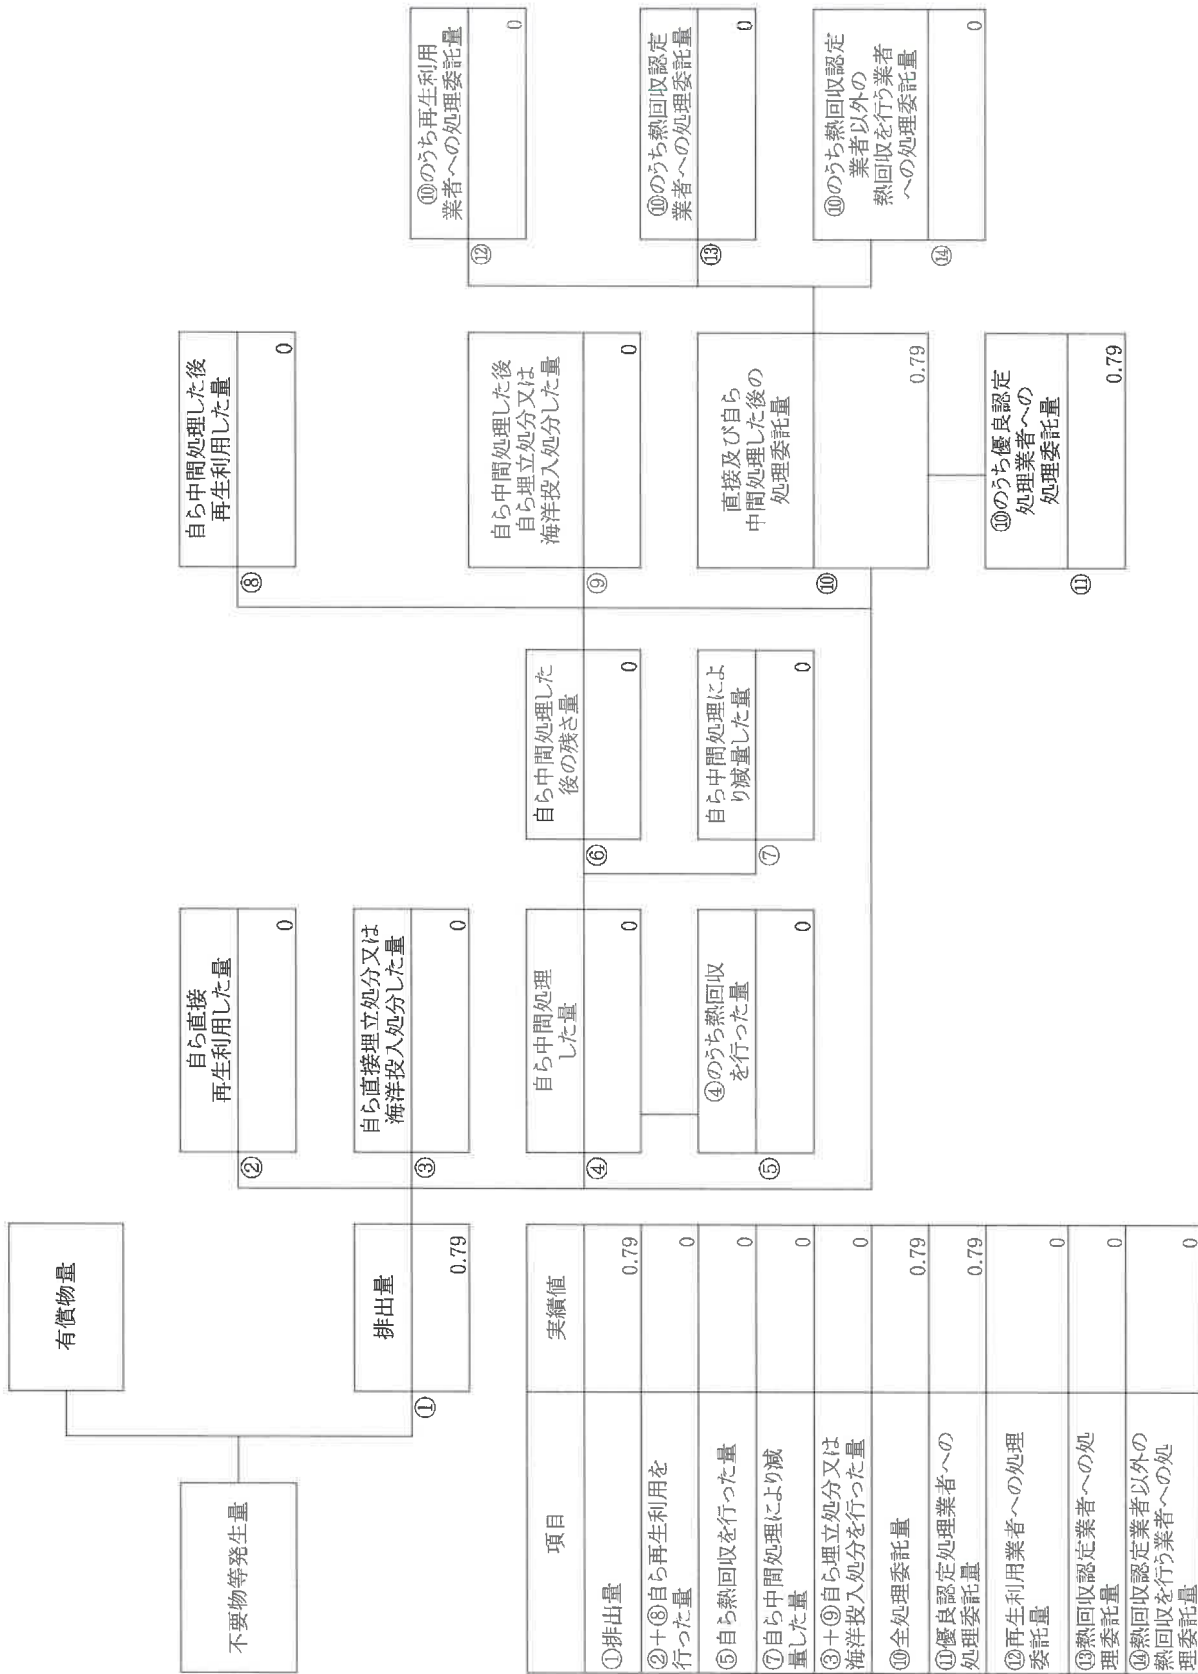 不要物等発生量
有償物量
排出量
①
0.79
自ら直接
再生利用した量
②
0
自ら直接埋立処分又は
海洋投入処分した量
③
0
自ら中間処理
した量
④
0
④のうち熱回収
を行った量
⑤
0
自ら中間処理した
後の残さ量
⑥
0
自ら中間処理によ
り減量した量
⑦
0
自ら中間処理した後
再生利用した量
⑧
0
自ら中間処理した後
自ら埋立処分又は
海洋投入処分した量
⑨
0
直接及び自ら
中間処理した後の
処理委託量
⑩
0.79
⑩のうち優良認定
処理業者への
処理委託量
⑪
0.79
⑩のうち再生利用
業者への処理委託量
⑫
0
⑩のうち熱回収認定
業者への処理委託量
⑬
0
⑩のうち熱回収認定
業者以外の
熱回収を行う業者
への処理委託量
⑭
0
項目 実績値
①排出量 0.79
②+⑧自ら再生利用を
行った量 0
⑤自ら熱回収を行った量 0
⑦自ら中間処理により減
量した量 0
③+⑨自ら埋立処分又は
海洋投入処分を行った量 0
⑩全処理委託量 0.79
⑪優良認定処理業者への
処理委託量 0.79
⑫再生利用業者への処理
委託量 0
⑬熱回収認定業者への処
理委託量 0
⑭熱回収認定業者以外の
熱回収を行う業者への処
理委託量 0